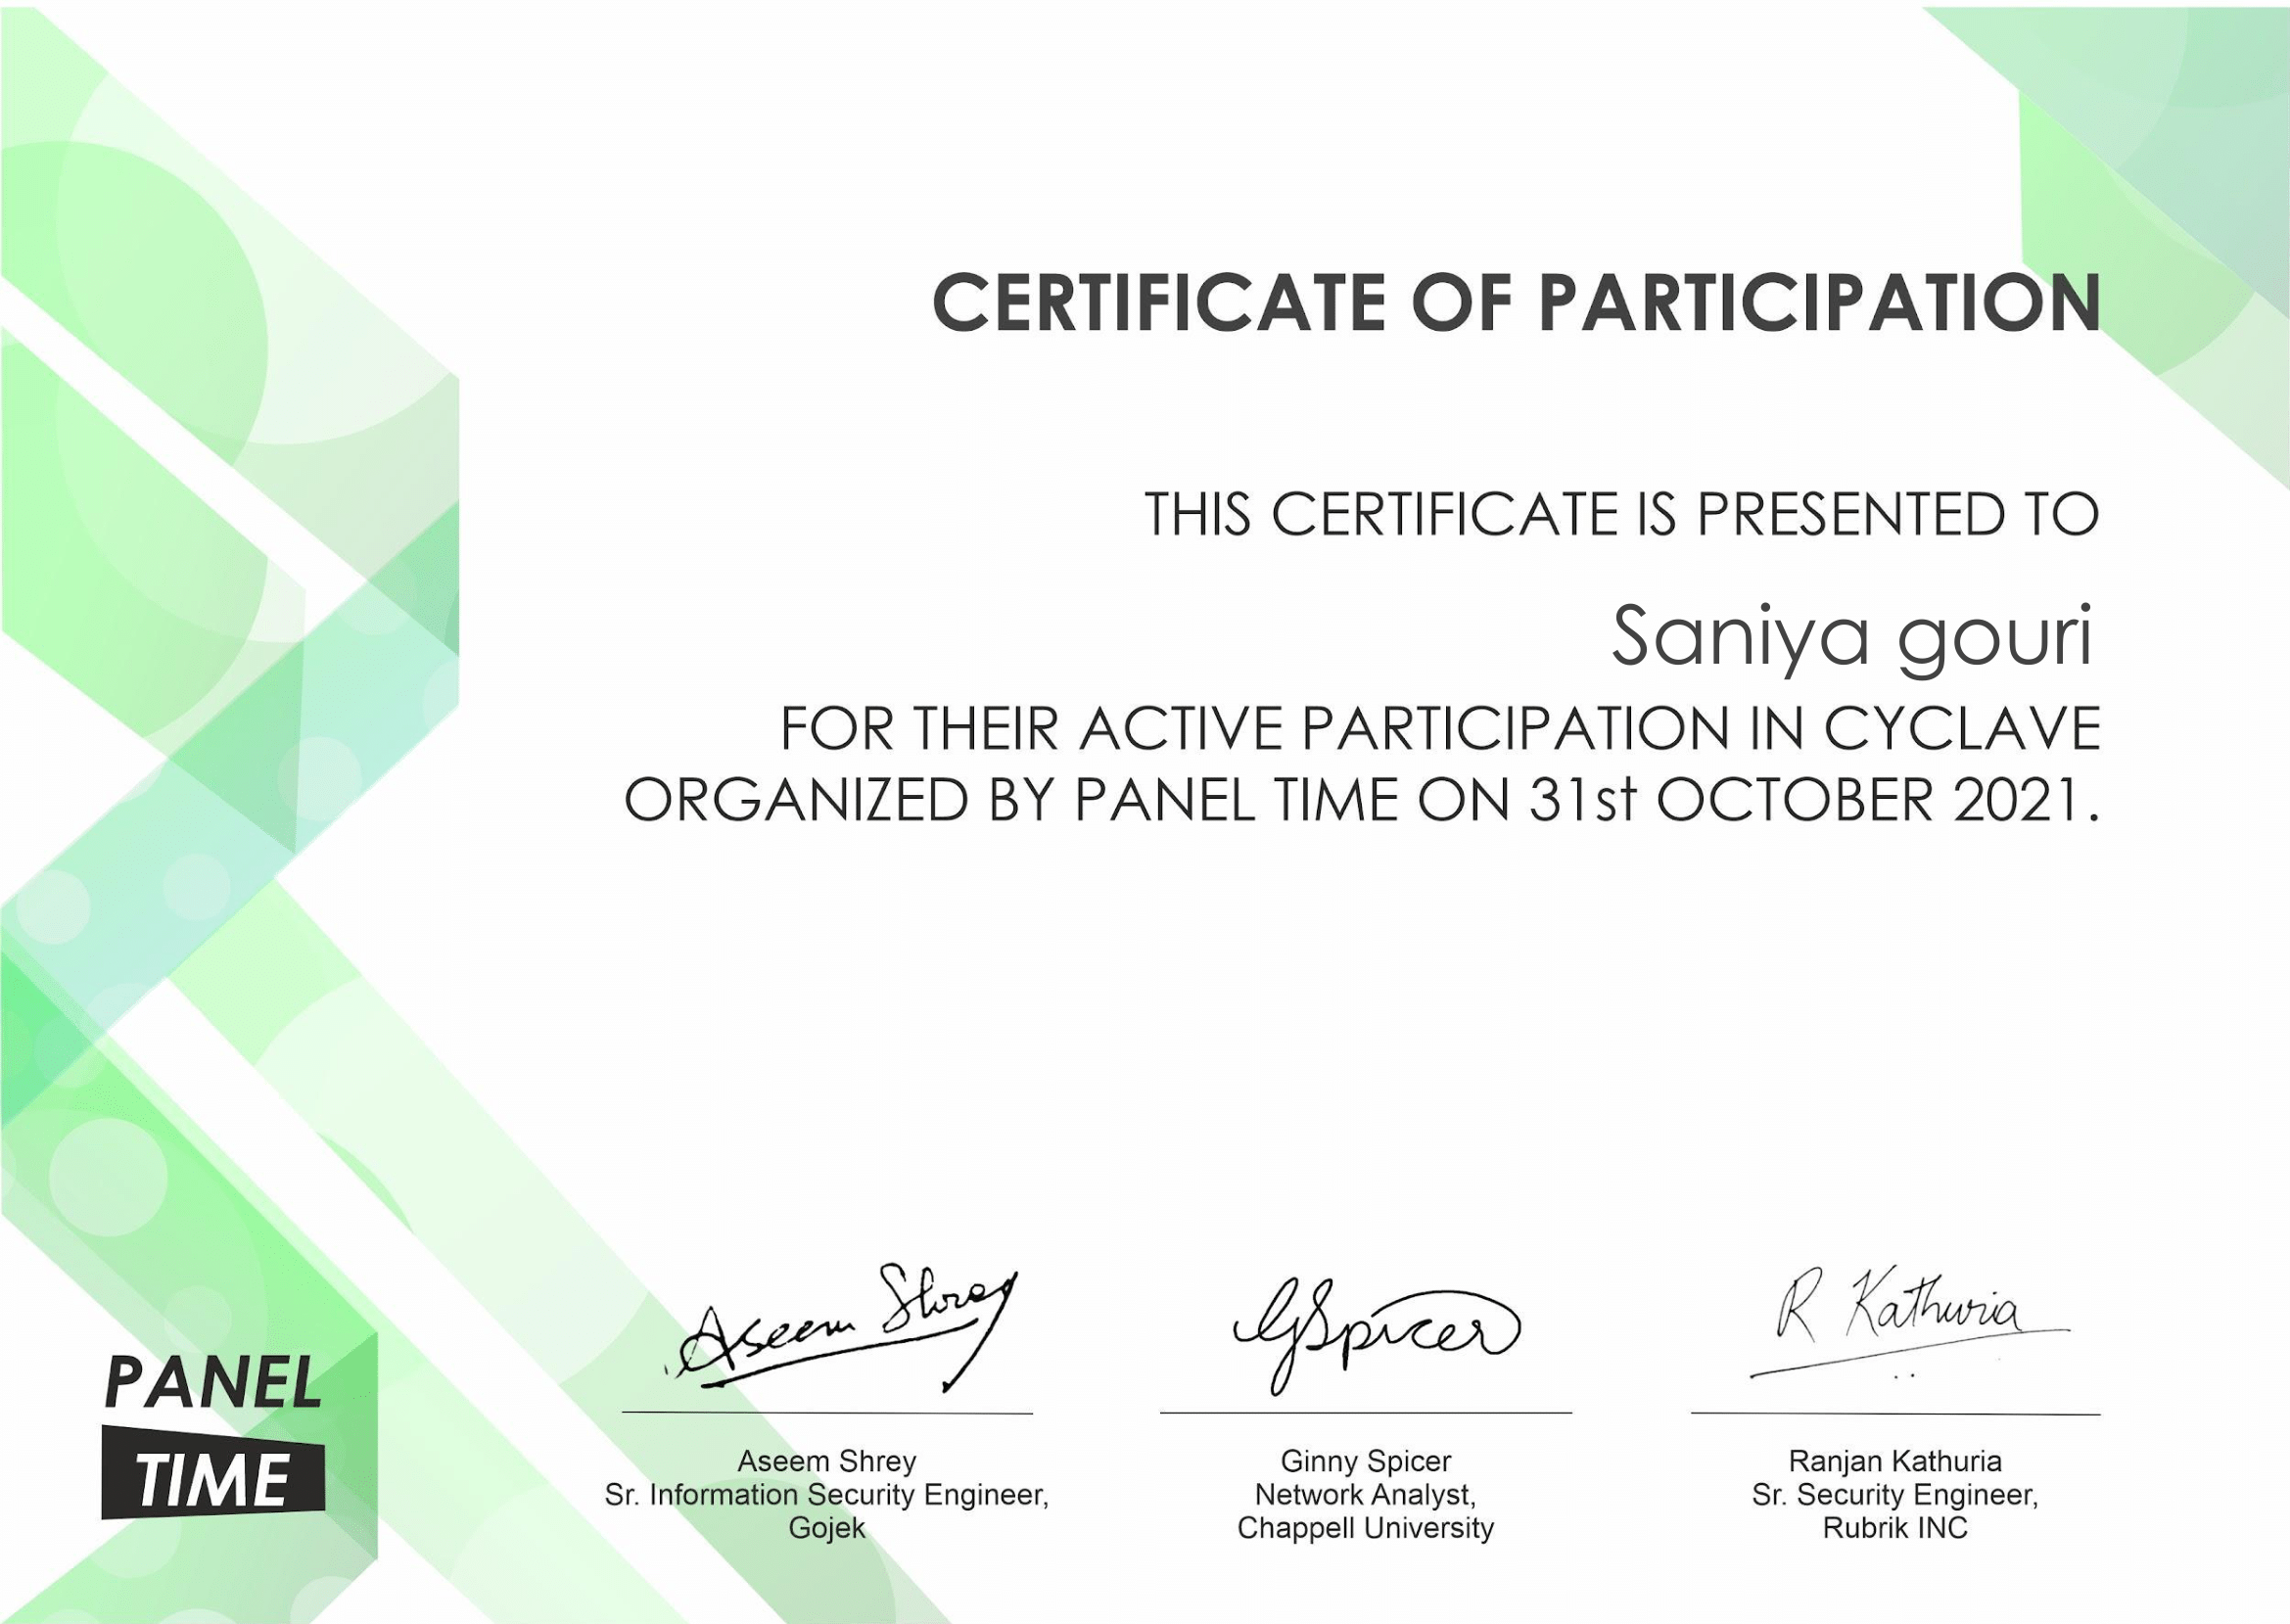 CERTIFICATE OF PARTICIPATION
THIS CERTIFICATE IS PRESENTED TO
Saniya gouri
FOR THEIR ACTIVE PARTICIPATION IN CYCLAVE
ORGANIZED BY PANEL TIME ON 31st OCTOBER 2021.
Aseem Shrey
GSpicer
R Kathuria
Aseem Shrey
Sr. Information Security Engineer,
Gojek
Ginny Spicer
Network Analyst,
Chappell University
Ranjan Kathuria
Sr. Security Engineer,
Rubrik INC
PANEL
TIME